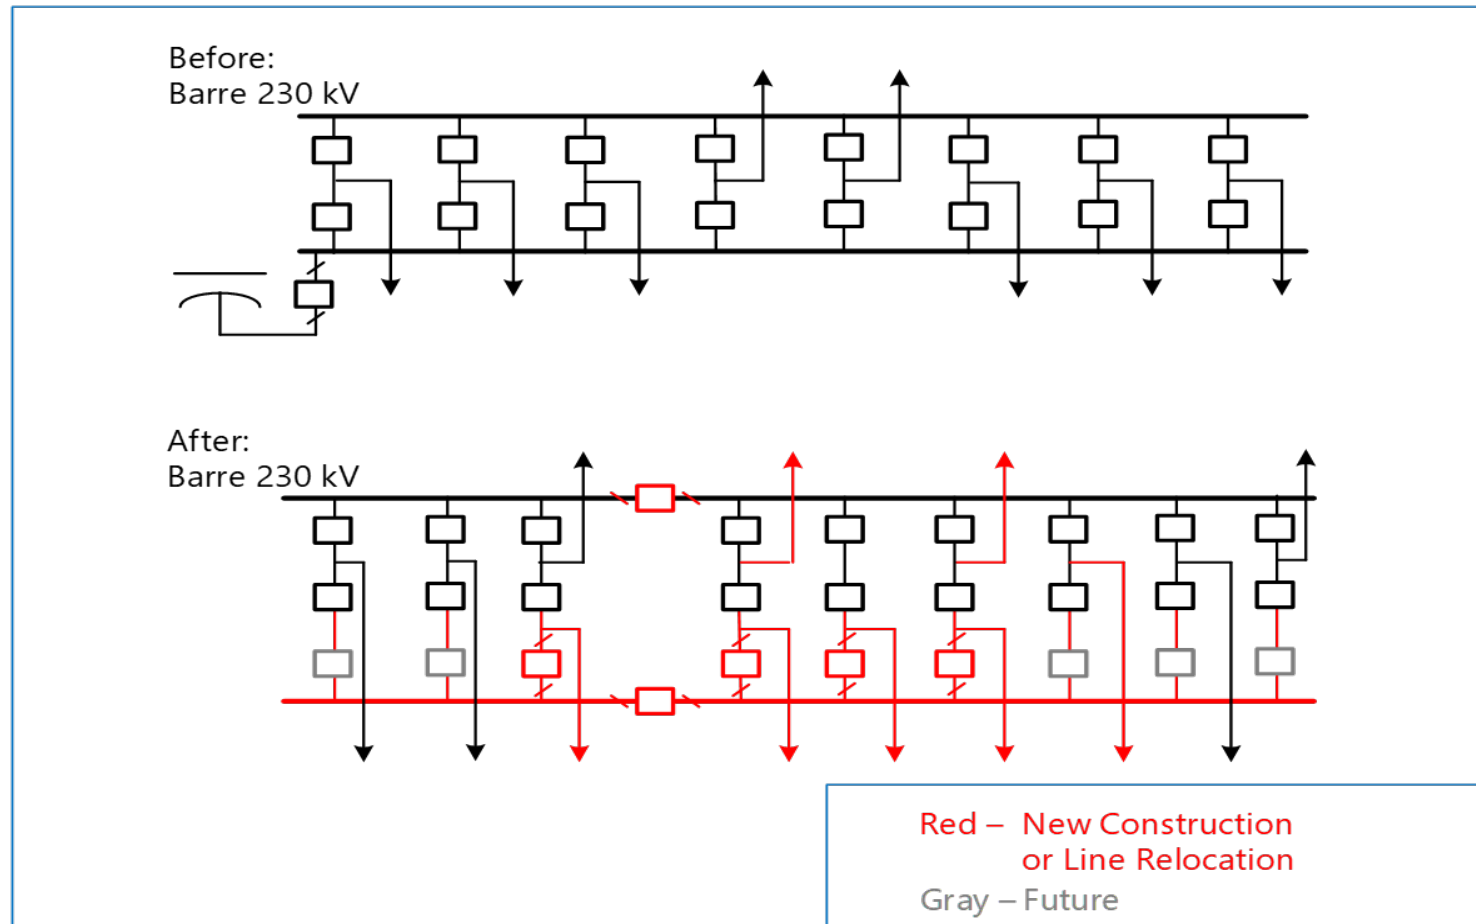 Before:
Barre 230 kV
After:
Barre 230 kV
Red – New Construction
or Line Relocation
Gray – Future